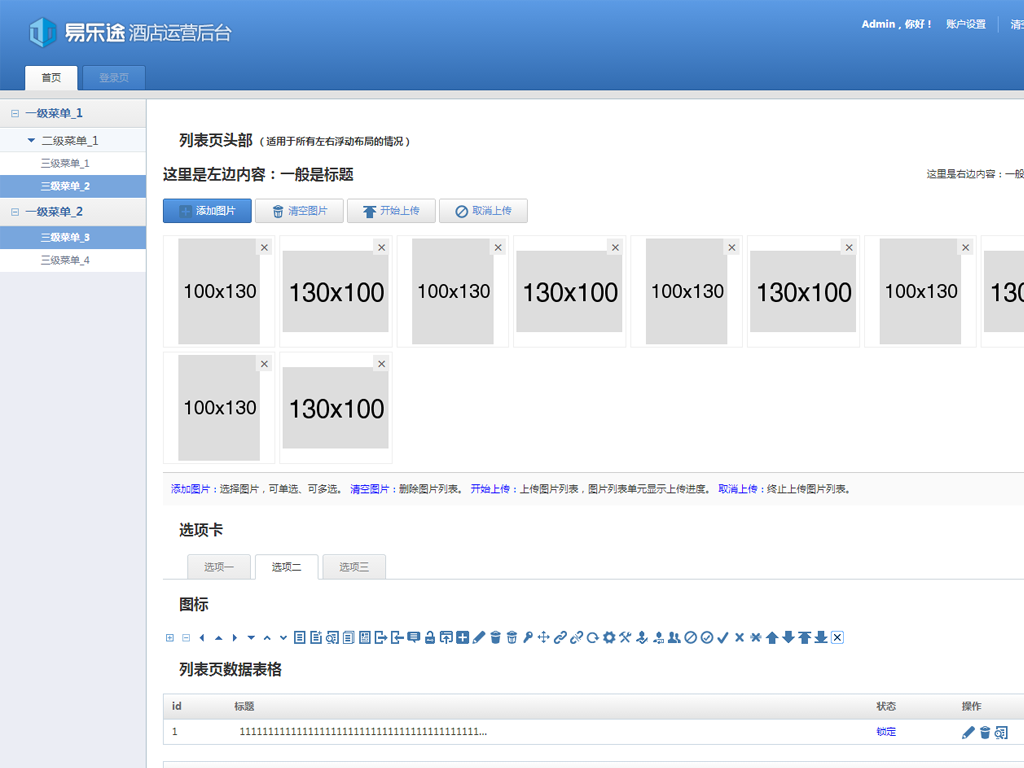 易乐途 酒店运营后台
Admin，你好！ 账户设置 清
首页 登录页
一级菜单_1
二级菜单_1
三级菜单_1
三级菜单_2
一级菜单_2
三级菜单_3
三级菜单_4
列表页头部（适用于所有左右浮动布局的情况）
这里是左边内容：一般是标题
这里是右边内容：一般
添加图片 清空图片 开始上传 取消上传
100x130 130x100 100x130 130x100 100x130 130x100 100x130 130
100x130 130x100
添加图片：选择图片，可单选、可多选。 清空图片：删除图片列表。 开始上传：上传图片列表，图片列表单元显示上传进度。 取消上传：终止上传图片列表。
选项卡
选项一 选项二 选项三
图标
列表页数据表格
id 标题 状态 操作
1 11111111111111111111111111111111111111111111... 锁定